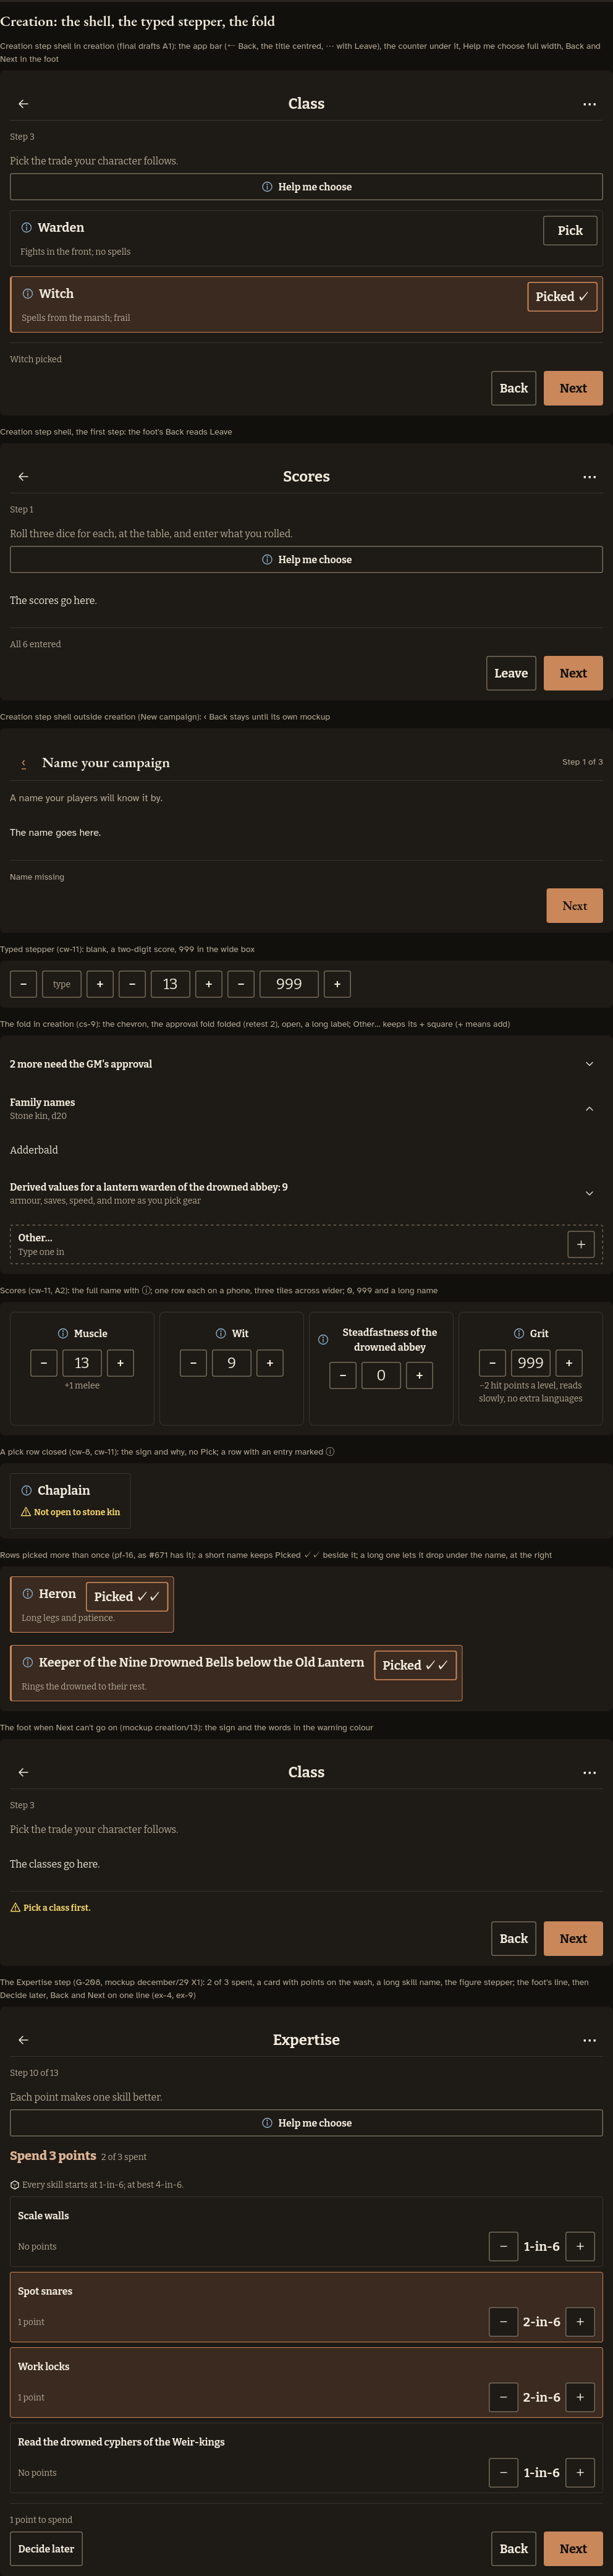 Creation: the shell, the typed stepper, the fold
Creation step shell in creation (final drafts A1): the app bar (← Back, the title centred, ⋯ with Leave), the counter under it, Help me choose full width, Back and
Next in the foot
← Class ⋯
Step 3
Pick the trade your character follows.
ⓘ Help me choose
ⓘ Warden Pick
Fights in the front; no spells
ⓘ Witch Picked ✓
Spells from the marsh; frail
Witch picked
Back Next
Creation step shell, the first step: the foot's Back reads Leave
← Scores ⋯
Step 1
Roll three dice for each, at the table, and enter what you rolled.
ⓘ Help me choose
The scores go here.
All 6 entered
Leave Next
Creation step shell outside creation (New campaign): ‹ Back stays until its own mockup
‹ Name your campaign Step 1 of 3
A name your players will know it by.
The name goes here.
Name missing
Next
Typed stepper (cw-11): blank, a two-digit score, 999 in the wide box
− type + − 13 + − 999 +
The fold in creation (cs-9): the chevron, the approval fold folded (retest 2), open, a long label; Other… keeps its + square (+ means add)
2 more need the GM's approval
Family names
Stone kin, d20
Adderbald
Derived values for a lantern warden of the drowned abbey: 9
armour, saves, speed, and more as you pick gear
Other…
Type one in
+
Scores (cw-11, A2): the full name with ⓘ; one row each on a phone, three tiles across wider; 0, 999 and a long name
ⓘ Muscle
− 13 +
+1 melee
ⓘ Wit
− 9 +
ⓘ Steadfastness of the
drowned abbey
− 0 +
ⓘ Grit
− 999 +
−2 hit points a level, reads
slowly, no extra languages
A pick row closed (cw-8, cw-11): the sign and why, no Pick; a row with an entry marked ⓘ
ⓘ Chaplain
⚠ Not open to stone kin
Rows picked more than once (pf-16, as #671 has it): a short name keeps Picked ✓✓ beside it; a long one lets it drop under the name, at the right
ⓘ Heron Picked ✓✓
Long legs and patience.
ⓘ Keeper of the Nine Drowned Bells below the Old Lantern Picked ✓✓
Rings the drowned to their rest.
The foot when Next can't go on (mockup creation/13): the sign and the words in the warning colour
← Class ⋯
Step 3
Pick the trade your character follows.
The classes go here.
⚠ Pick a class first.
Back Next
The Expertise step (G-208, mockup december/29 X1): 2 of 3 spent, a card with points on the wash, a long skill name, the figure stepper; the foot's line, then
Decide later, Back and Next on one line (ex-4, ex-9)
← Expertise ⋯
Step 10 of 13
Each point makes one skill better.
ⓘ Help me choose
Spend 3 points 2 of 3 spent
Every skill starts at 1-in-6; at best 4-in-6.
Scale walls
No points − 1-in-6 +
Spot snares
1 point − 2-in-6 +
Work locks
1 point − 2-in-6 +
Read the drowned cyphers of the Weir-kings
No points − 1-in-6 +
1 point to spend
Decide later Back Next